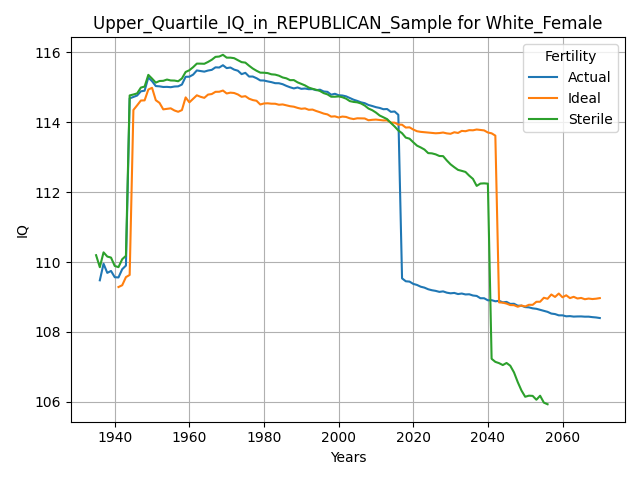 Upper_Quartile_IQ_in_REPUBLICAN_Sample for White_Female
Fertility
Actual
Ideal
Sterile
IQ
116
114
112
110
108
106
1940
1960
1980
2000
2020
2040
2060
Years